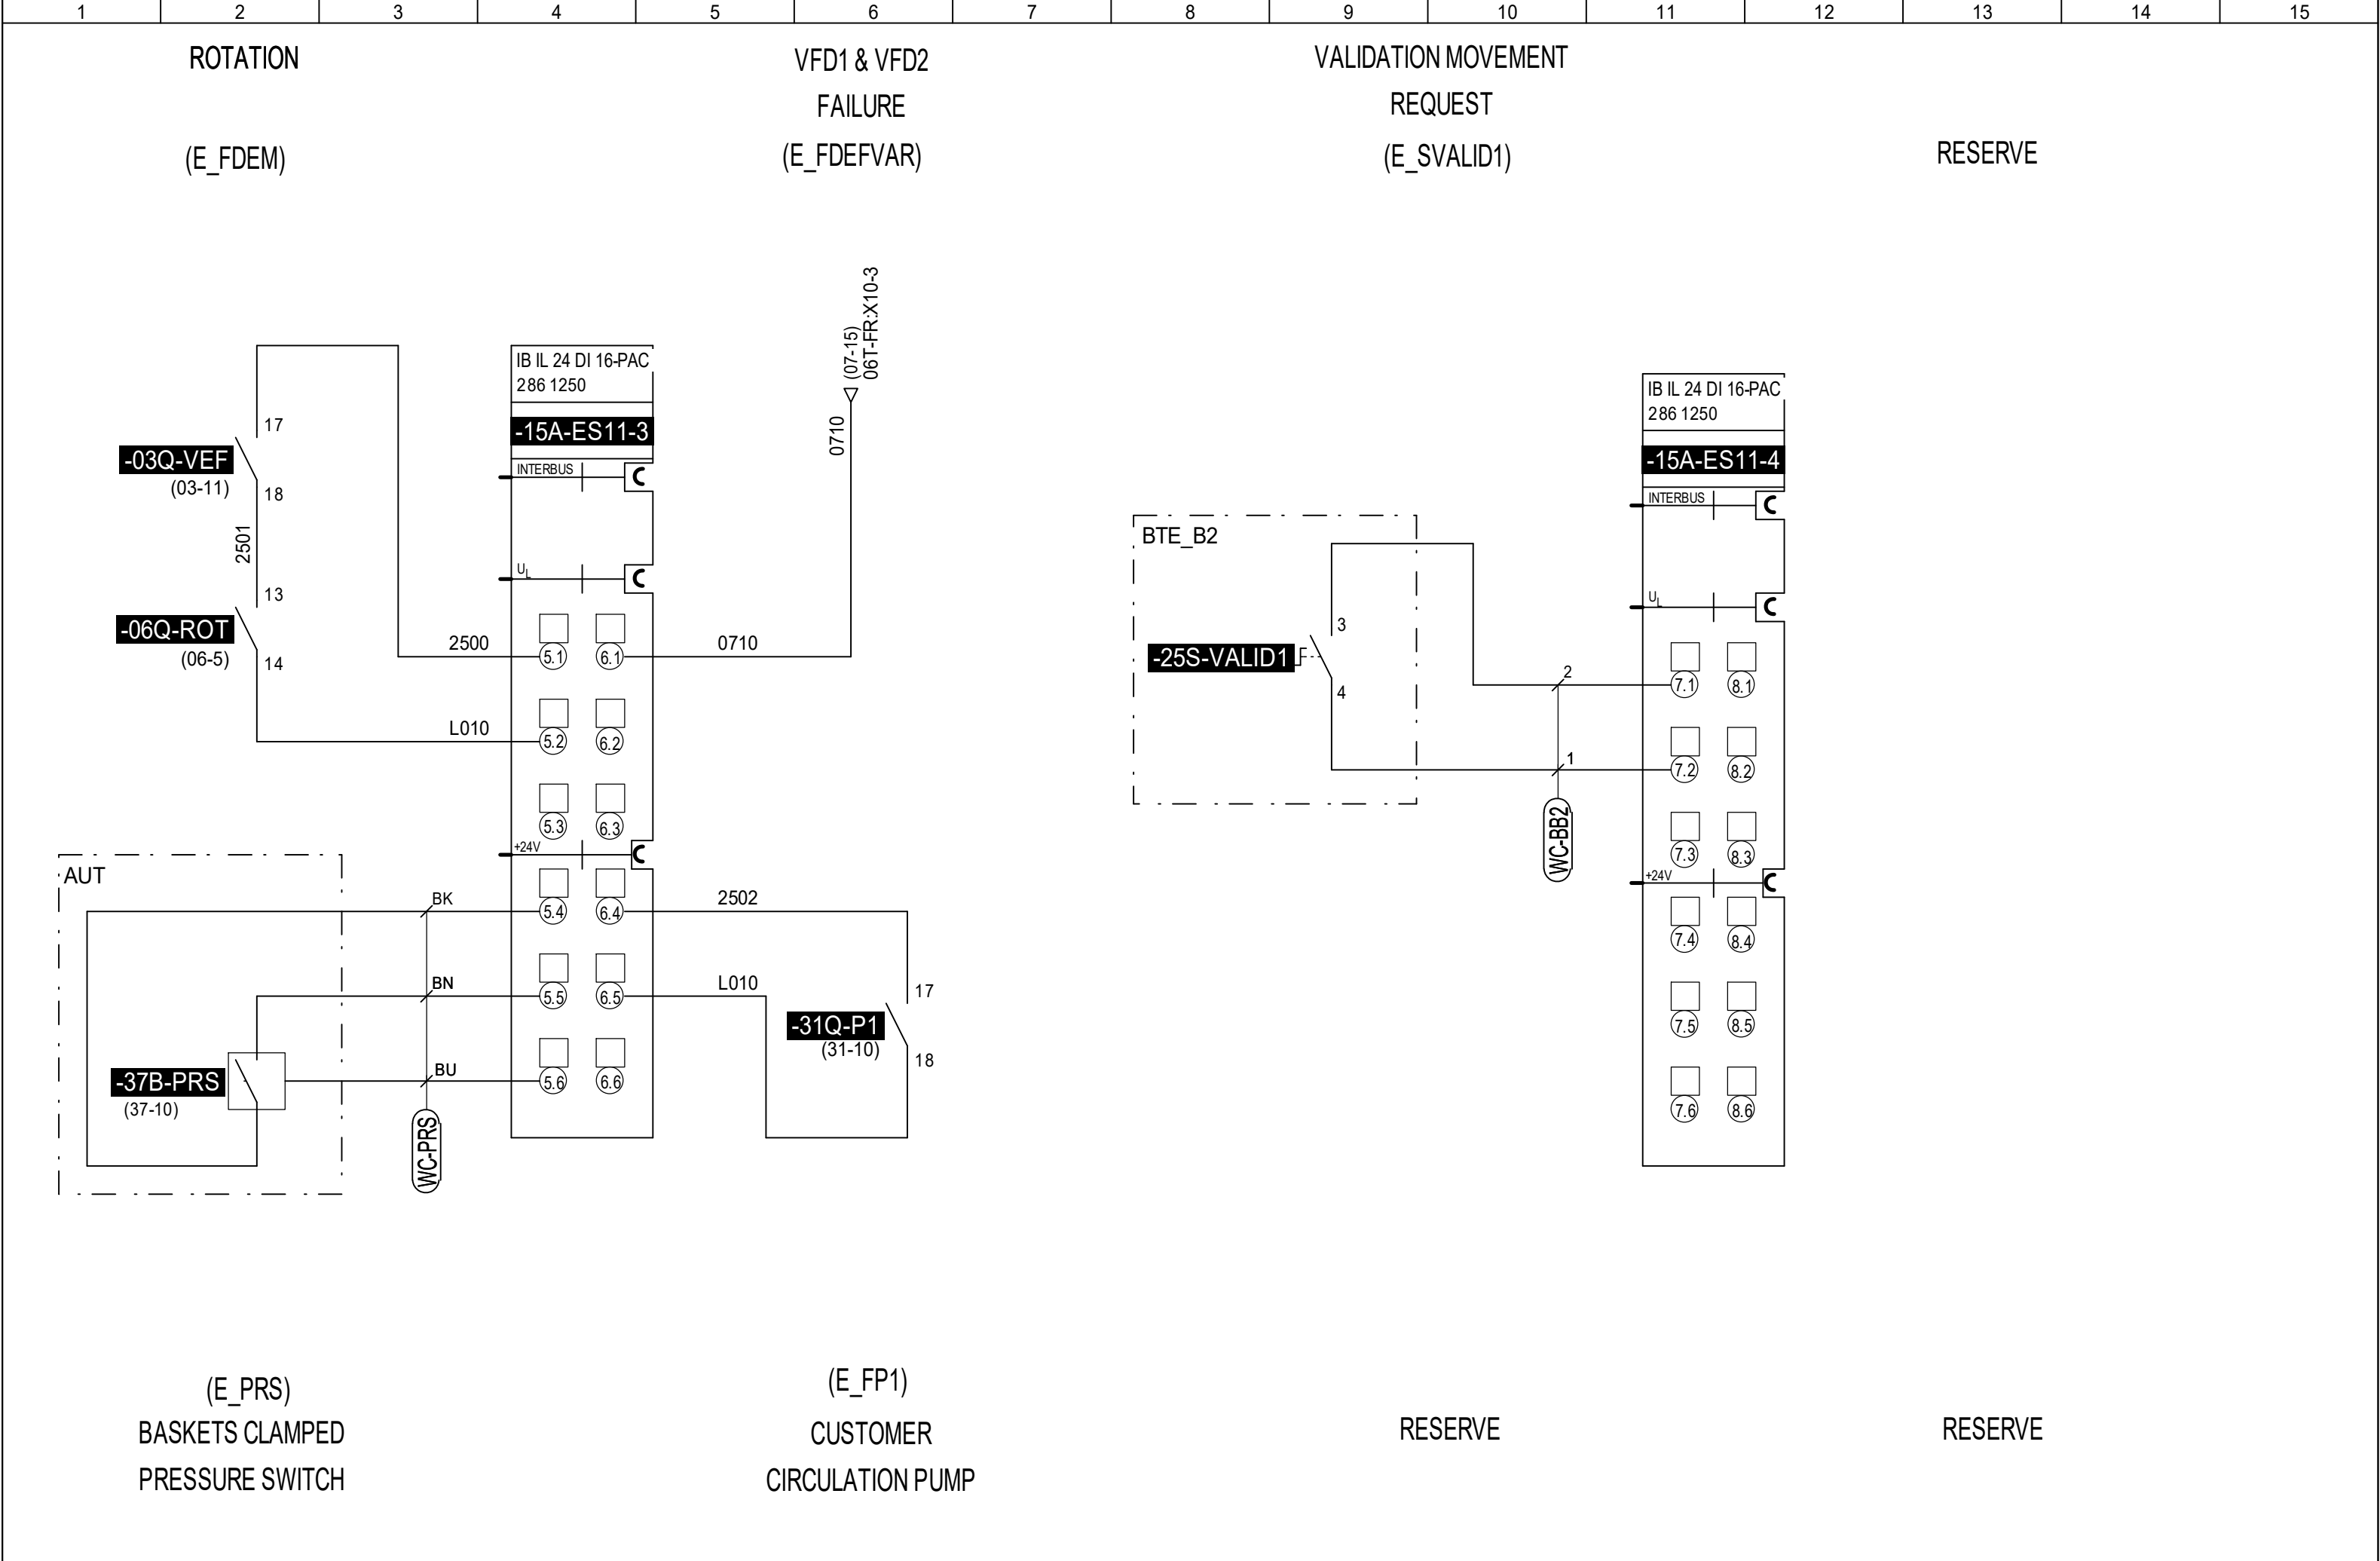 1 2 3 4 5 6 7 8 9 10 11 12 13 14 15
ROTATION
(E_FDEM)
VFD1 & VFD2
FAILURE
(E_FDEFVAR)
VALIDATION MOVEMENT
REQUEST
(E_SVALID1)
RESERVE
17
-03Q-VEF
(03-11)
18
2501
13
-06Q-ROT
(06-5)
14
2500
L010
IB IL 24 DI 16-PAC
286 1250
-15A-ES11-3
INTERBUS
UL
5.1 6.1
5.2 6.2
5.3 6.3
+24V
5.4 6.4
5.5 6.5
5.6 6.6
(07-15)
06T-FR:X10-3
0710
0710
AUT
BK
BN
BU
-37B-PRS
(37-10)
WC-PRS
2502
L010
17
-31Q-P1
(31-10)
18
BTE_B2
3
-25S-VALID1
4
2
1
WC-BB2
IB IL 24 DI 16-PAC
286 1250
-15A-ES11-4
INTERBUS
UL
7.1 8.1
7.2 8.2
7.3 8.3
+24V
7.4 8.4
7.5 8.5
7.6 8.6
(E_PRS)
BASKETS CLAMPED
PRESSURE SWITCH
(E_FP1)
CUSTOMER
CIRCULATION PUMP
RESERVE
RESERVE